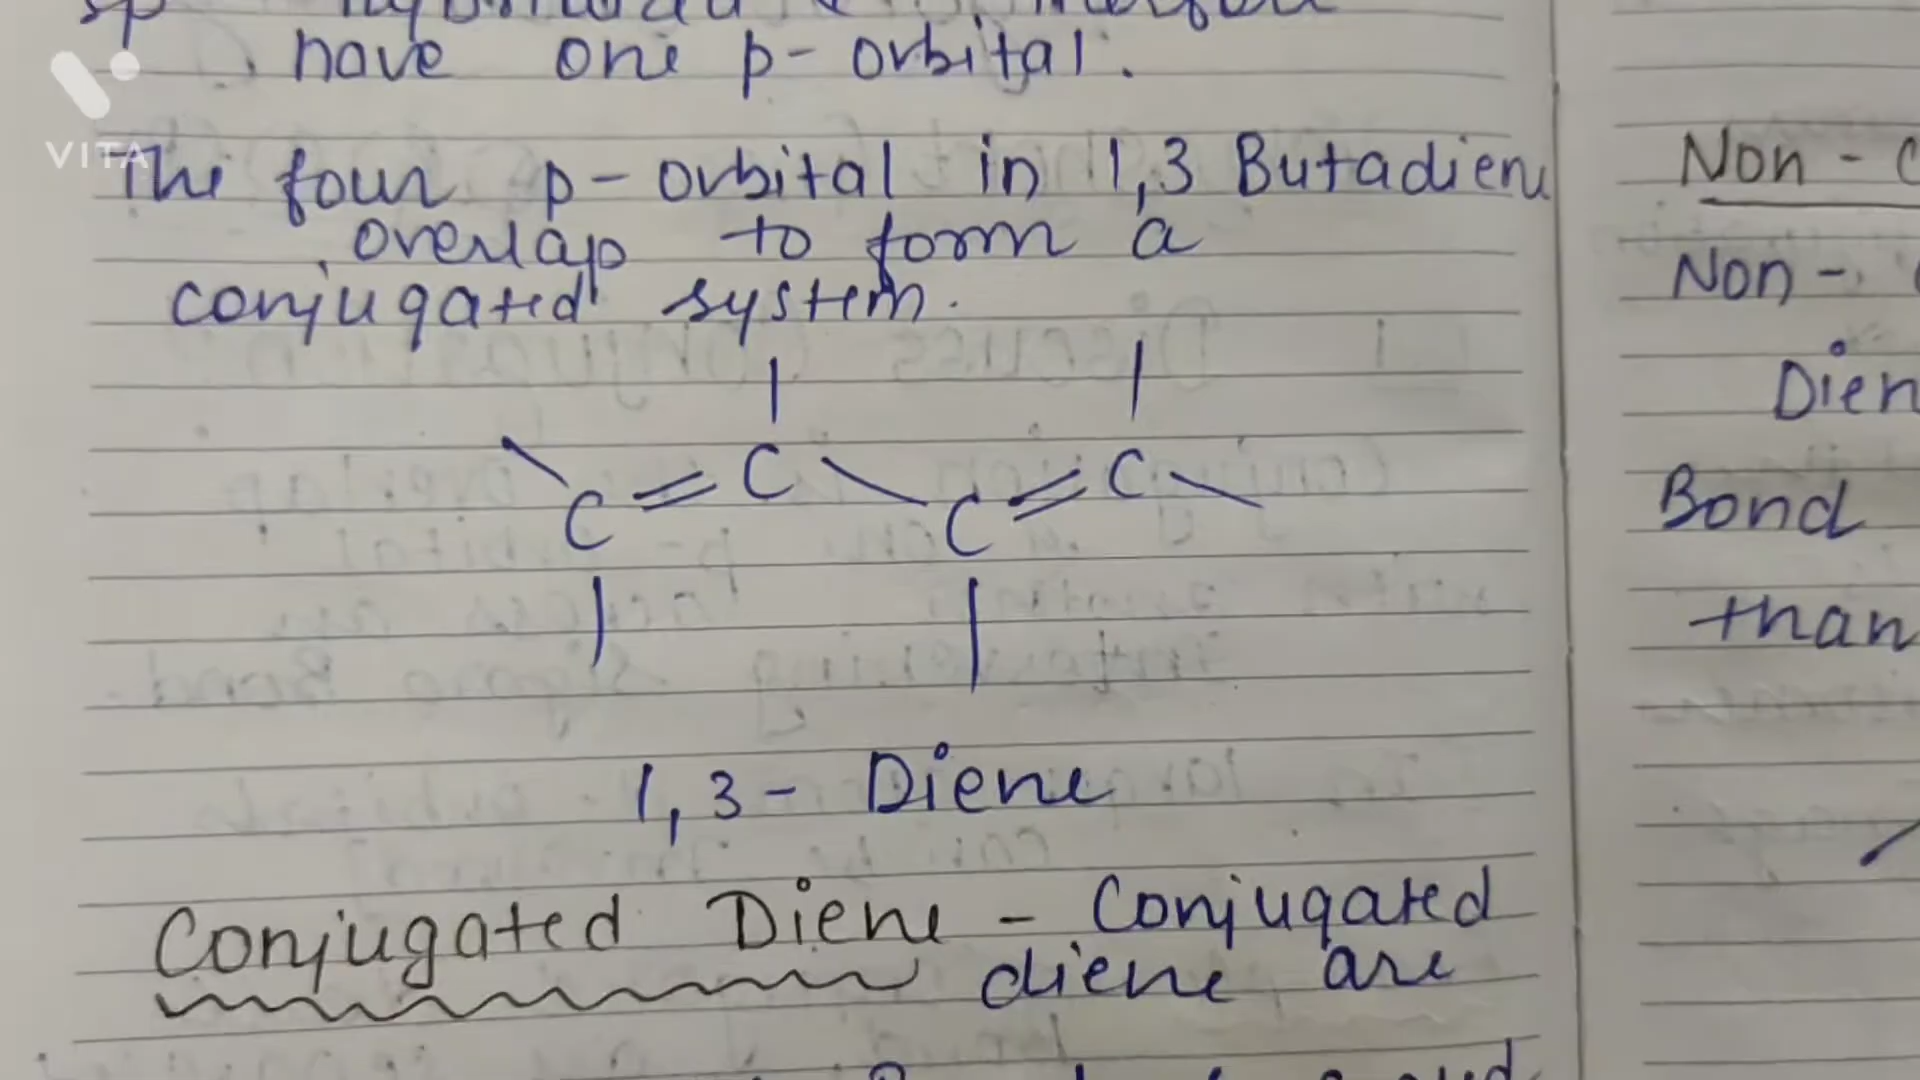 have one p-orbital.
VITA
The four p-orbital in 1,3 Butadiene
overlap to form a
conjugated system.
C = C - C = C
1,3- Diene
Conjugated Diene - Conjugated
diene are
Non -
Non -
Dien
Bond
than